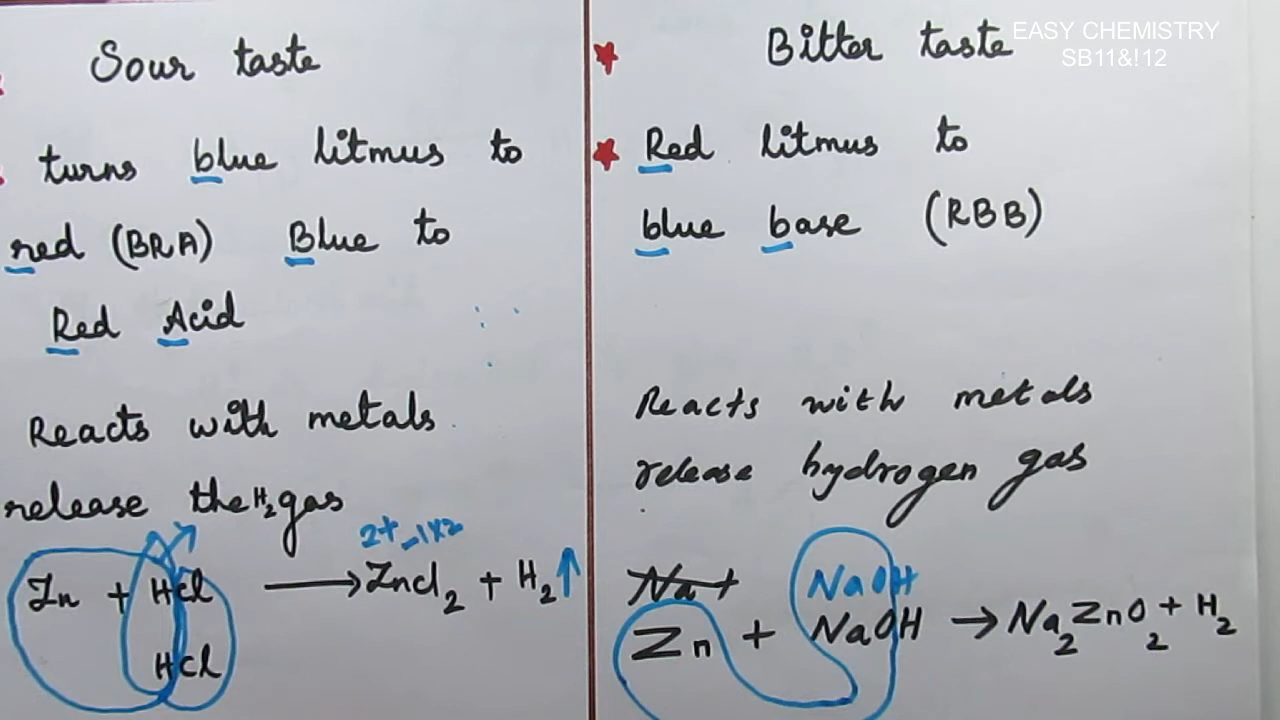 Sour taste
turns blue litmus to
red (BRA) Blue to
Red Acid
Reacts with metals
release the H₂ gas
2+ -1x2
Zn + HCl → ZnCl₂ + H₂ ↑
HCl
EASY CHEMISTRY
SB11&!12
Bitter taste
Red litmus to
blue base (RBB)
Reacts with metals
release hydrogen gas
Na +
NaOH
Zn + NaOH → Na₂ZnO₂ + H₂